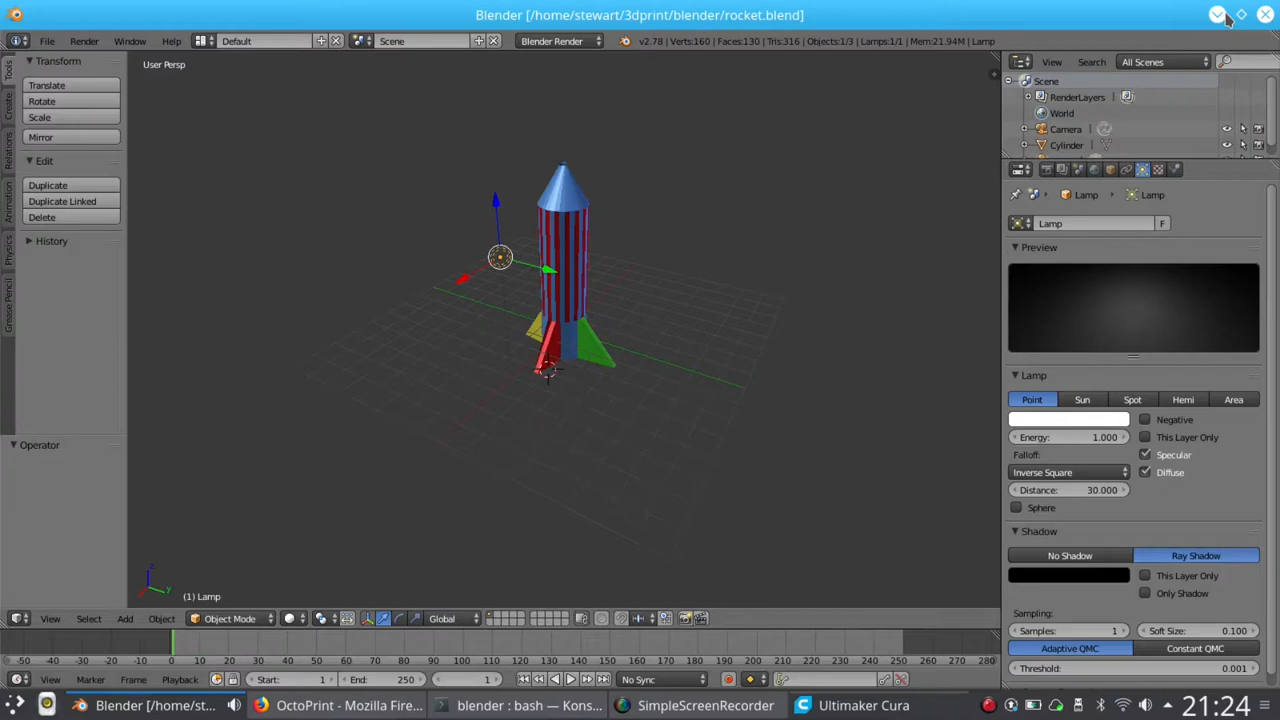 Blender [/home/stewart/3dprint/blender/rocket.blend]
File Render Window Help Default Scene Blender Render v2.78 | Verts:160 | Faces:130 | Tris:316 | Objects:1/3 | Lamps:1/1 | Mem:21.94M | Lamp
Tools
Create
Relations
Animation
Physics
Grease Pencil
Transform
Translate
Rotate
Scale
Mirror
Edit
Duplicate
Duplicate Linked
Delete
History
Operator
User Persp
z
y
(1) Lamp
View Search All Scenes
Scene
RenderLayers
World
Camera
Cylinder
Lamp Lamp
Lamp F
Preview
Lamp
Point Sun Spot Hemi Area
Negative
Energy: 1.000 This Layer Only
Falloff: Specular
Inverse Square Diffuse
Distance: 30.000
Sphere
Shadow
No Shadow Ray Shadow
This Layer Only
Only Shadow
Sampling:
Samples: 1 Soft Size: 0.100
Adaptive QMC Constant QMC
Threshold: 0.001
View Select Add Object Object Mode Global
-50 -40 -30 -20 -10 0 10 20 30 40 50 60 70 80 90 100 110 120 130 140 150 160 170 180 190 200 210 220 230 240 250 260 270 280
View Marker Frame Playback Start: 1 End: 250 1 No Sync
Blender [/home/st... OctoPrint - Mozilla Fire... blender : bash — Kons... SimpleScreenRecorder Ultimaker Cura 21:24